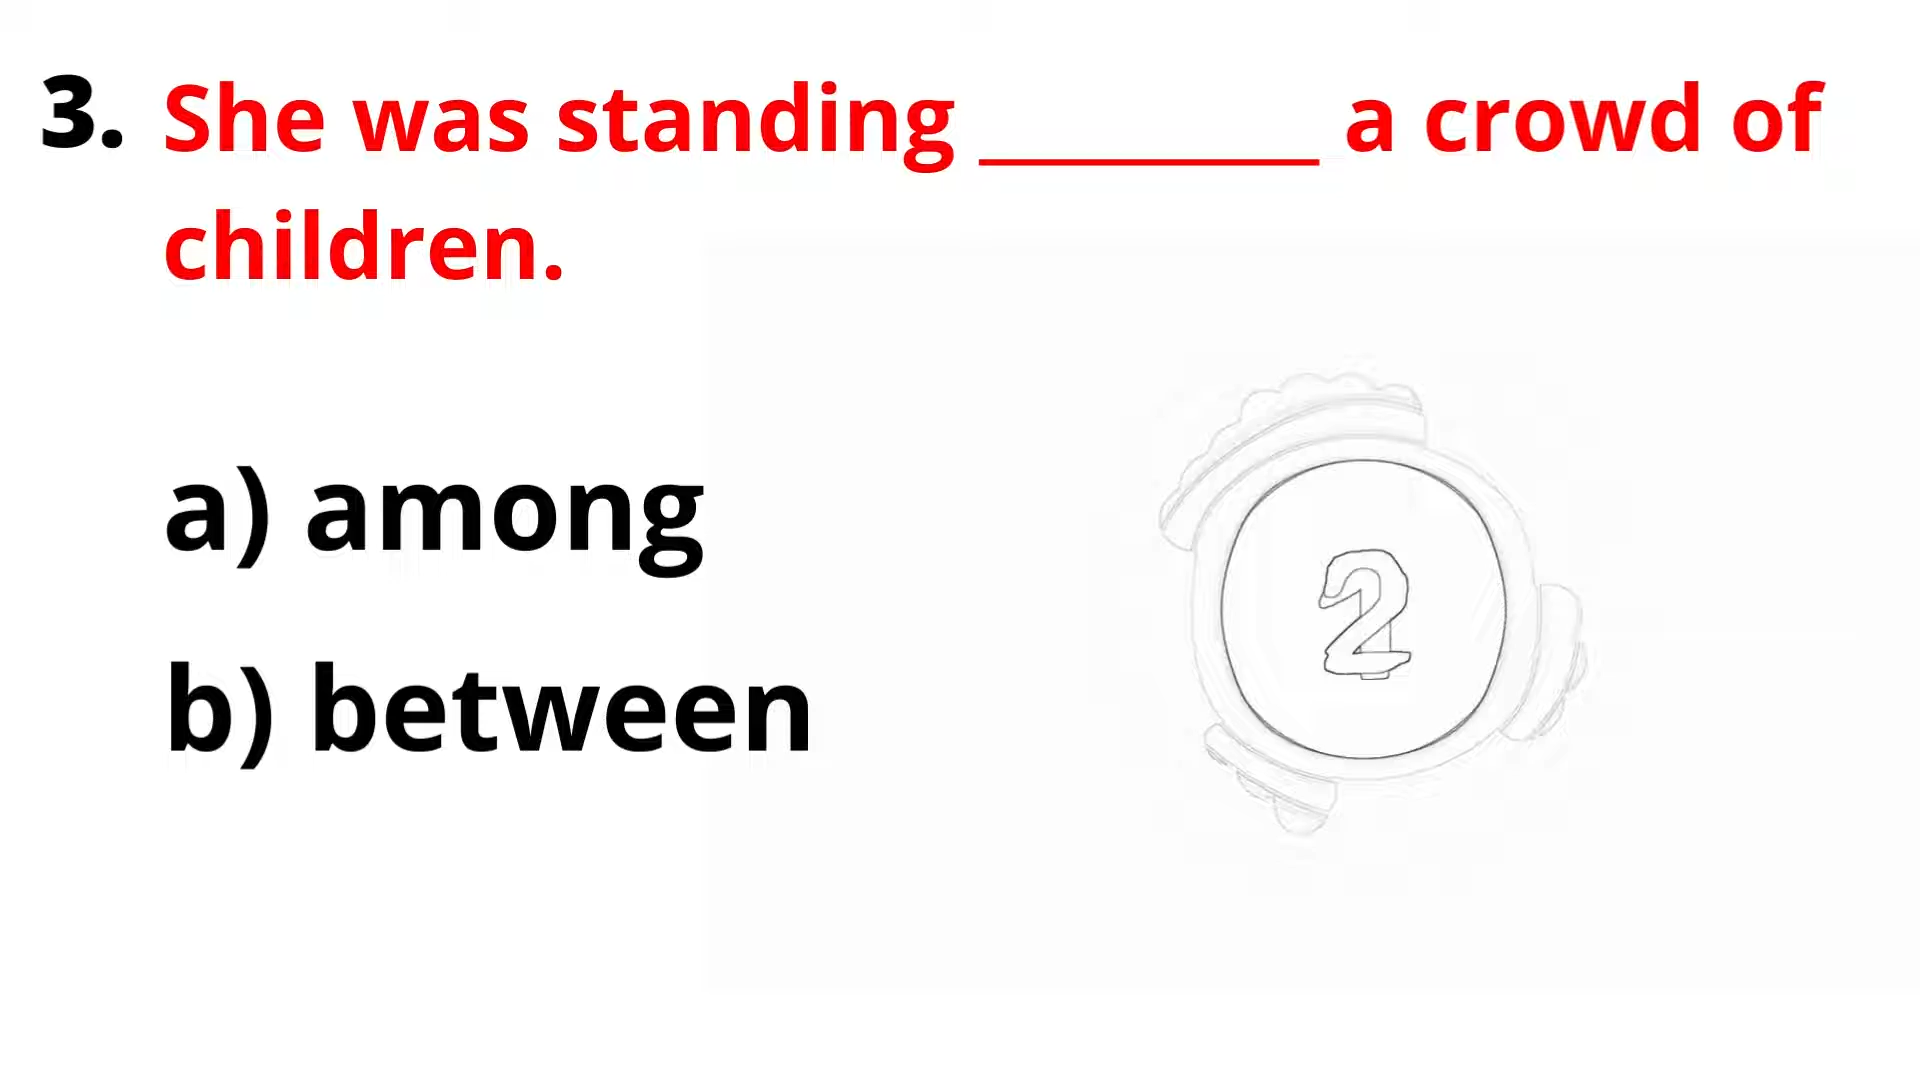 3. She was standing ________ a crowd of
children.
a) among
b) between
2